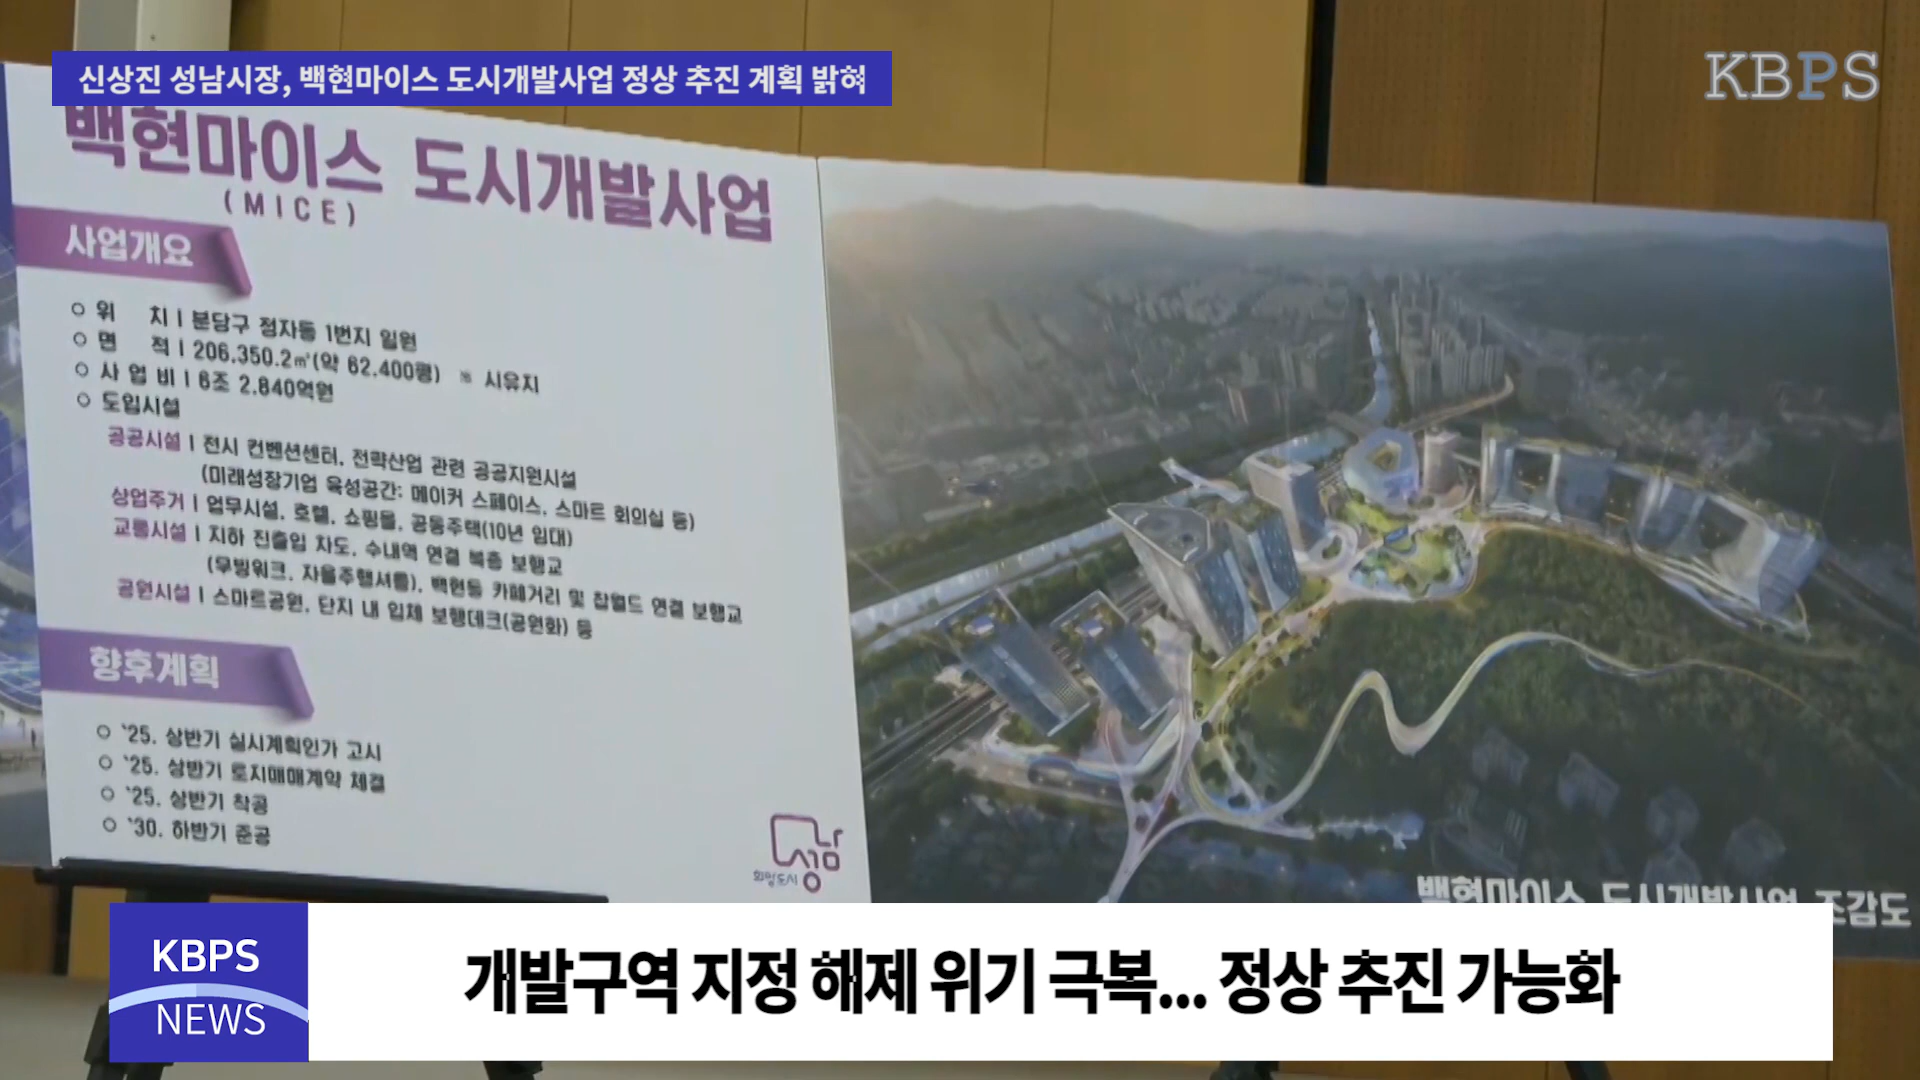 신상진 성남시장, 백현마이스 도시개발사업 정상 추진 계획 밝혀
KBPS
백현마이스 도시개발사업
(MICE)
사업개요
○ 위 치 | 분당구 정자동 1번지 일원
○ 면 적 | 206,350.2㎡(약 62,400평) ※ 시유지
○ 사 업 비 | 6조 2,840억원
○ 도입시설
공공시설 | 전시 컨벤션센터, 전략산업 관련 공공지원시설
(미래성장기업 육성공간: 메이커 스페이스, 스마트 회의실 등)
상업주거 | 업무시설, 호텔, 쇼핑몰, 공동주택(10년 임대)
교통시설 | 지하 진출입 차도, 수내역 연결 복층 보행교
(무빙워크, 자율주행셔틀), 백현동 카페거리 및 잡월드 연결 보행교
공원시설 | 스마트공원, 단지 내 입체 보행데크(공원화) 등
향후계획
○ '25. 상반기 실시계획인가 고시
○ '25. 상반기 토지매매계약 체결
○ '25. 상반기 착공
○ '30. 하반기 준공
희망도시 성남
백현마이스 도시개발사업 조감도
KBPS
NEWS
개발구역 지정 해제 위기 극복... 정상 추진 가능화